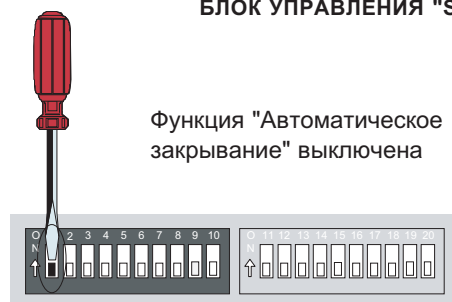 БЛОК УПРАВЛЕНИЯ "S
Функция "Автоматическое
закрывание" выключена
O 2 3 4 5 6 7 8 9 10
N
O 11 12 13 14 15 16 17 18 19 20
N